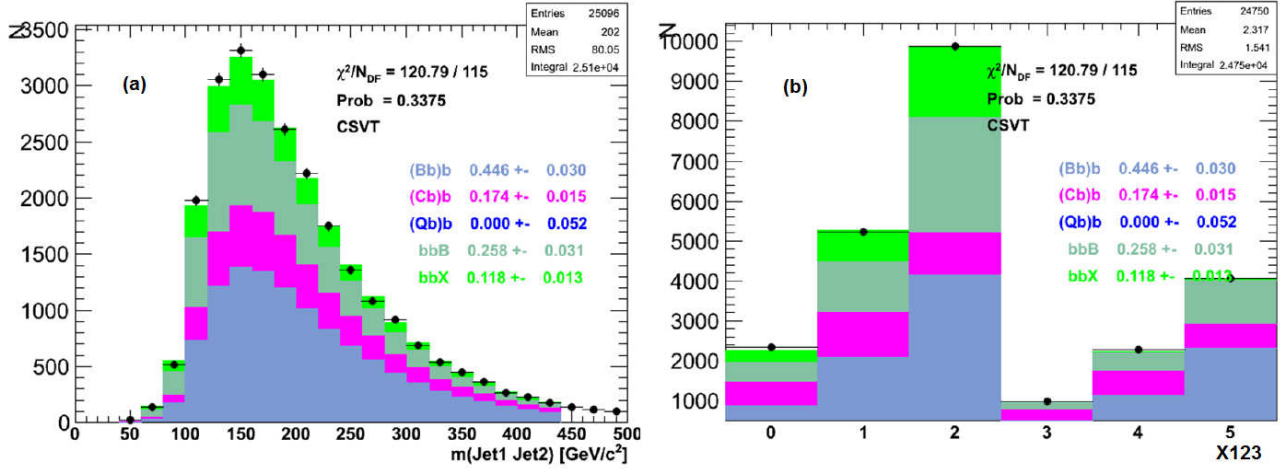 N
3500
3000
2500
2000
1500
1000
500
0
(a)
Entries 25096
Mean 202
RMS 80.05
Integral 2.51e+04
χ²/N_DF = 120.79 / 115
Prob = 0.3375
CSVT
(Bb)b 0.446 +- 0.030
(Cb)b 0.174 +- 0.015
(Qb)b 0.000 +- 0.052
bbB 0.258 +- 0.031
bbX 0.118 +- 0.013
0 50 100 150 200 250 300 350 400 450 500
m(Jet1 Jet2) [GeV/c²]
N
10000
9000
8000
7000
6000
5000
4000
3000
2000
1000
Entries 24750
Mean 2.317
RMS 1.541
Integral 2.475e+04
χ²/N_DF = 120.79 / 115
(b)
Prob = 0.3375
CSVT
(Bb)b 0.446 +- 0.030
(Cb)b 0.174 +- 0.015
(Qb)b 0.000 +- 0.052
bbB 0.258 +- 0.031
bbX 0.118 +- 0.013
0 1 2 3 4 5
X123